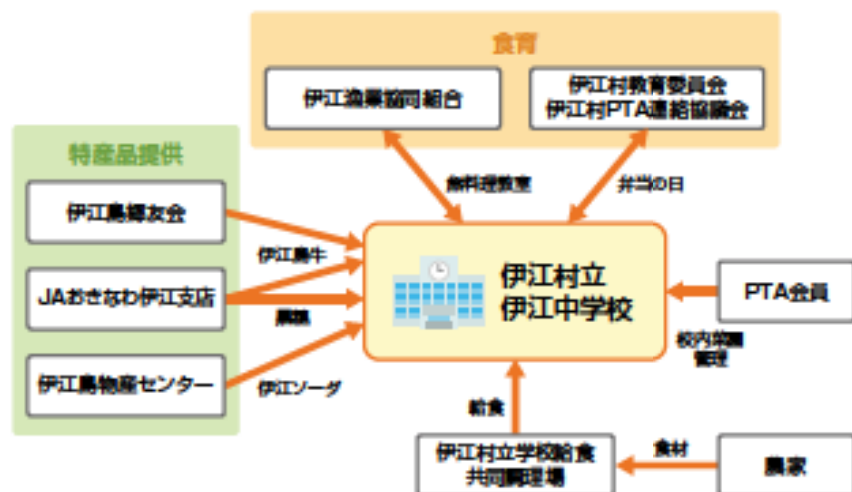 食育
伊江漁業協同組合
伊江村教育委員会
伊江村PTA連絡協議会
特産品提供
魚料理教室
弁当の日
伊江島郷友会
伊江島牛
JAおきなわ伊江支店
黒糖
伊江島物産センター
伊江ソーダ
伊江村立
伊江中学校
PTA会員
校内菜園
管理
給食
伊江村立学校給食
共同調理場
食材
農家